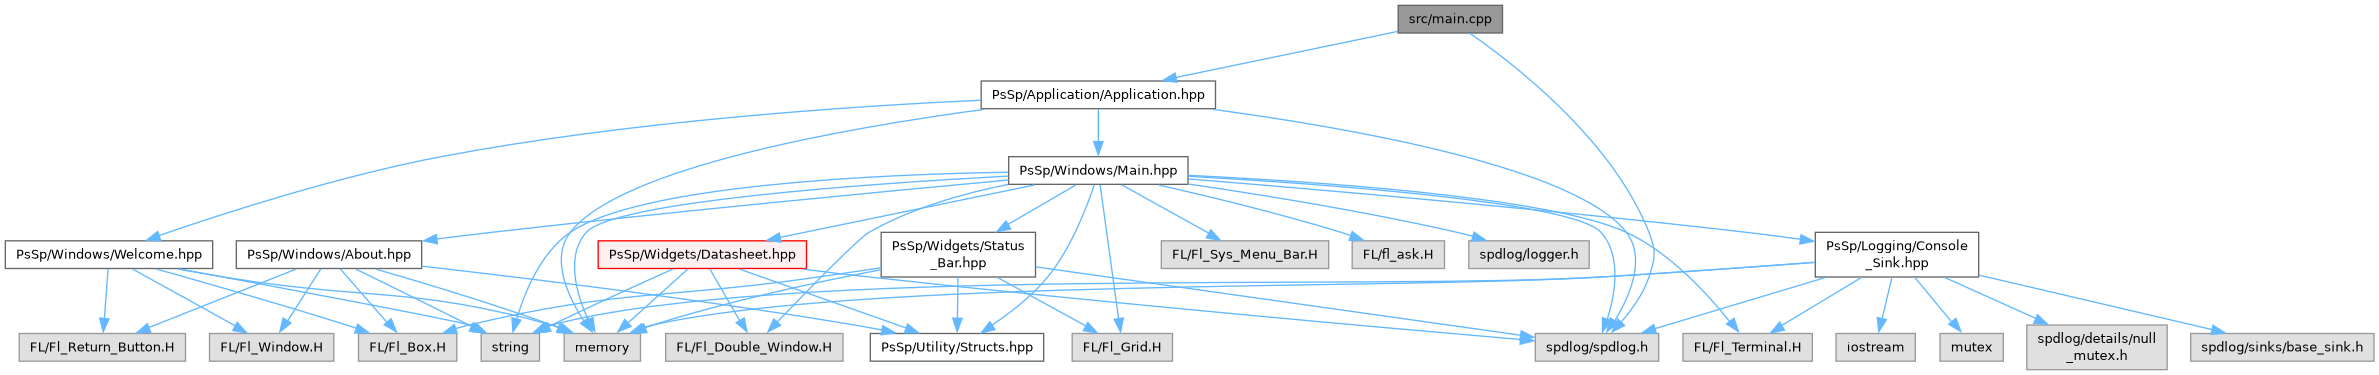 src/main.cpp
PsSp/Application/Application.hpp
PsSp/Windows/Main.hpp
PsSp/Windows/Welcome.hpp
PsSp/Windows/About.hpp
PsSp/Widgets/Datasheet.hpp
PsSp/Widgets/Status
_Bar.hpp
FL/Fl_Sys_Menu_Bar.H
FL/fl_ask.H
spdlog/logger.h
PsSp/Logging/Console
_Sink.hpp
FL/Fl_Return_Button.H
FL/Fl_Window.H
FL/Fl_Box.H
string
memory
FL/Fl_Double_Window.H
PsSp/Utility/Structs.hpp
FL/Fl_Grid.H
spdlog/spdlog.h
FL/Fl_Terminal.H
iostream
mutex
spdlog/details/null
_mutex.h
spdlog/sinks/base_sink.h